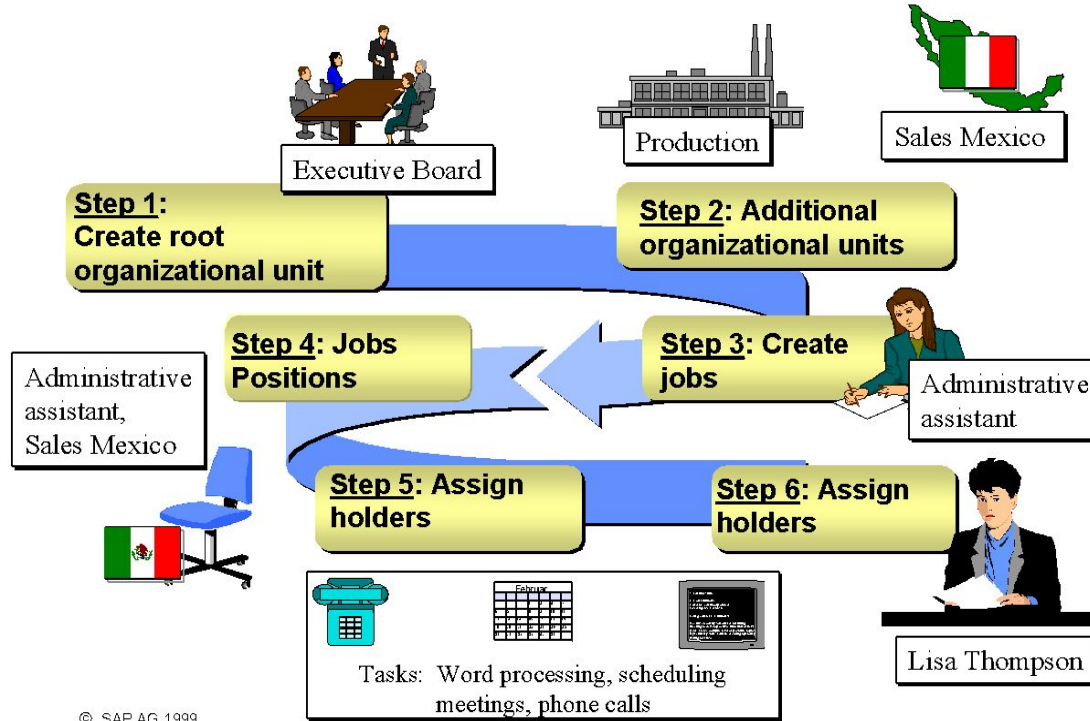 Executive Board
Production
Sales Mexico
Step 1:
Create root
organizational unit
Step 2: Additional
organizational units
Step 4: Jobs
Positions
Step 3: Create
jobs
Administrative
assistant,
Sales Mexico
Administrative
assistant
Step 5: Assign
holders
Step 6: Assign
holders
Februar
Tasks: Word processing, scheduling
meetings, phone calls
Lisa Thompson
© SAP AG 1999